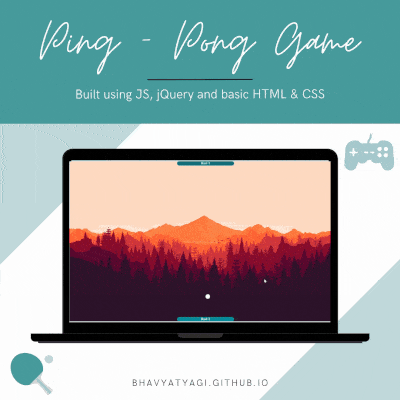 Ping - Pong Game
Built using JS, jQuery and basic HTML & CSS
BHAVYATYAGI.GITHUB.IO